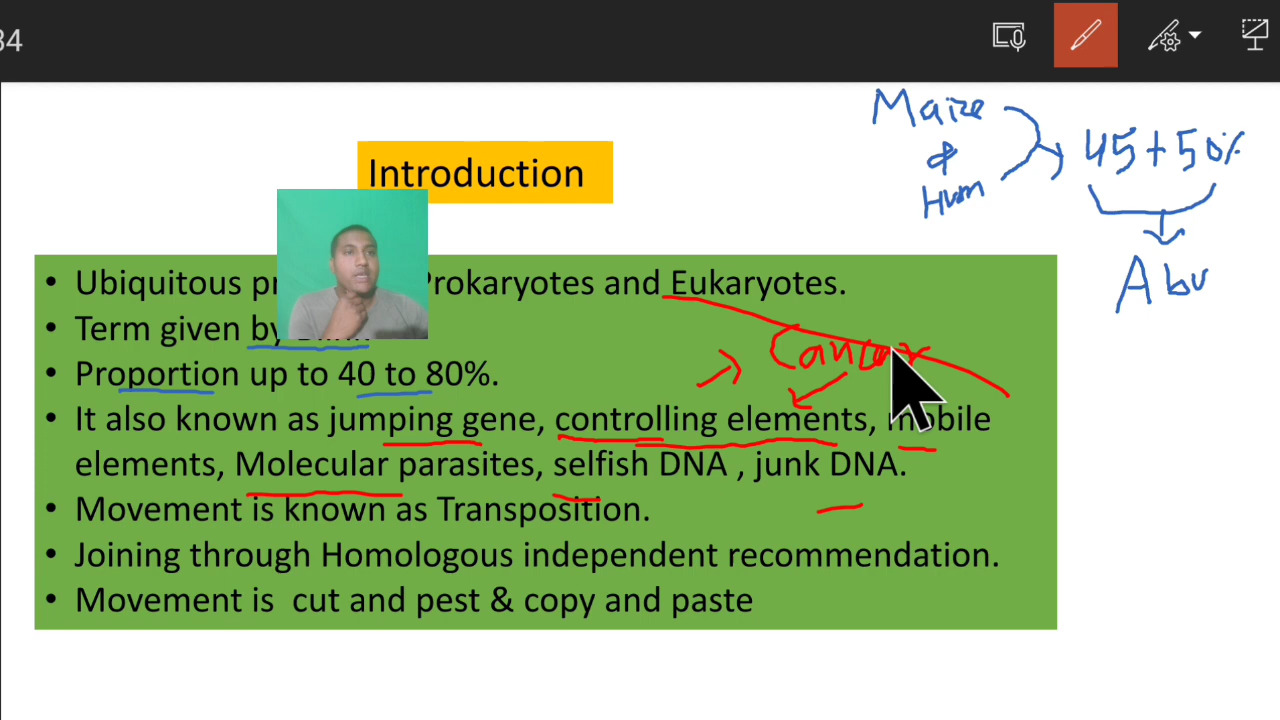 34
Maize
&
Hum
45+50%
Abu
Introduction
• Ubiquitous Prokaryotes and Eukaryotes.
• Term given by
Cancer
• Proportion up to 40 to 80%.
• It also known as jumping gene, controlling elements, mobile
elements, Molecular parasites, selfish DNA , junk DNA.
• Movement is known as Transposition.
• Joining through Homologous independent recommendation.
• Movement is cut and pest & copy and paste